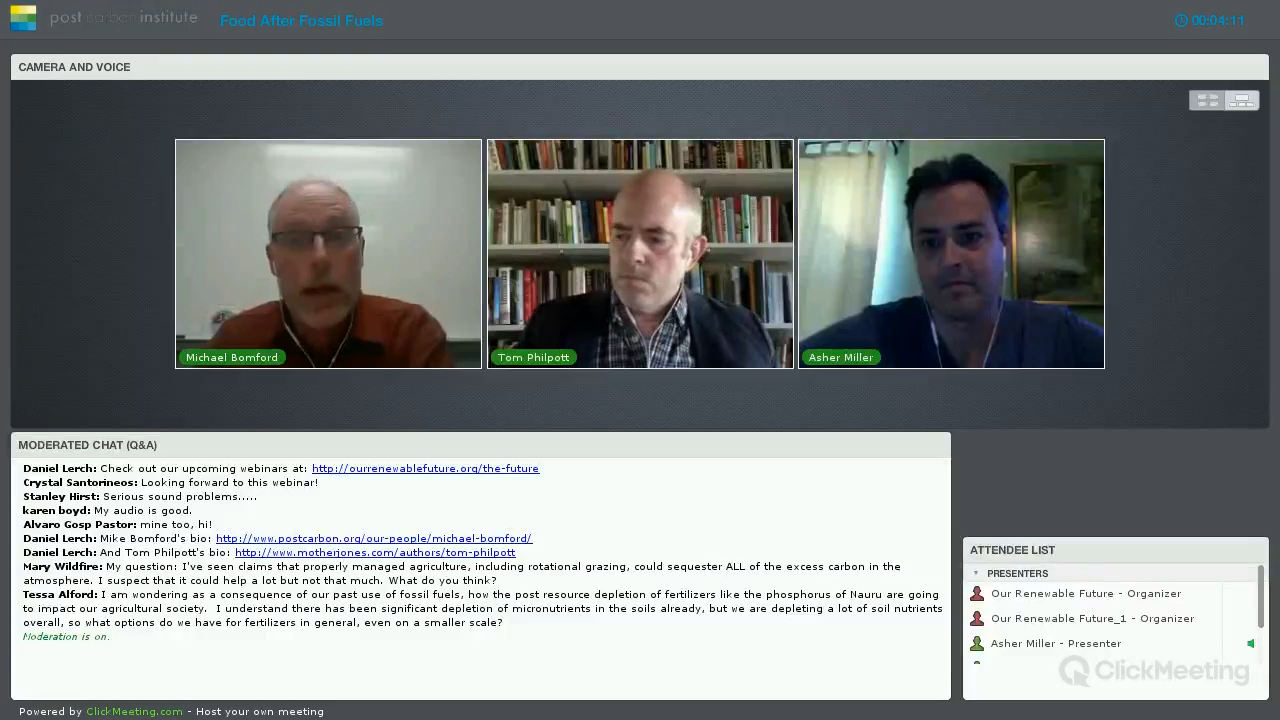 post carbon institute
Food After Fossil Fuels
00:04:11
CAMERA AND VOICE
Michael Bomford
Tom Philpott
Asher Miller
MODERATED CHAT (Q&A)
Daniel Lerch: Check out our upcoming webinars at: http://ourrenewablefuture.org/the-future
Crystal Santorineos: Looking forward to this webinar!
Stanley Hirst: Serious sound problems.....
karen boyd: My audio is good.
Alvaro Gosp Pastor: mine too, hi!
Daniel Lerch: Mike Bomford's bio: http://www.postcarbon.org/our-people/michael-bomford/
Daniel Lerch: And Tom Philpott's bio: http://www.motherjones.com/authors/tom-philpott
Mary Wildfire: My question: I've seen claims that properly managed agriculture, including rotational grazing, could sequester ALL of the excess carbon in the
atmosphere. I suspect that it could help a lot but not that much. What do you think?
Tessa Alford: I am wondering as a consequence of our past use of fossil fuels, how the post resource depletion of fertilizers like the phosphorus of Nauru are going
to impact our agricultural society. I understand there has been significant depletion of micronutrients in the soils already, but we are depleting a lot of soil nutrients
overall, so what options do we have for fertilizers in general, even on a smaller scale?
Moderation is on.
ATTENDEE LIST
PRESENTERS
Our Renewable Future - Organizer
Our Renewable Future_1 - Organizer
Asher Miller - Presenter
ClickMeeting
Powered by ClickMeeting.com - Host your own meeting